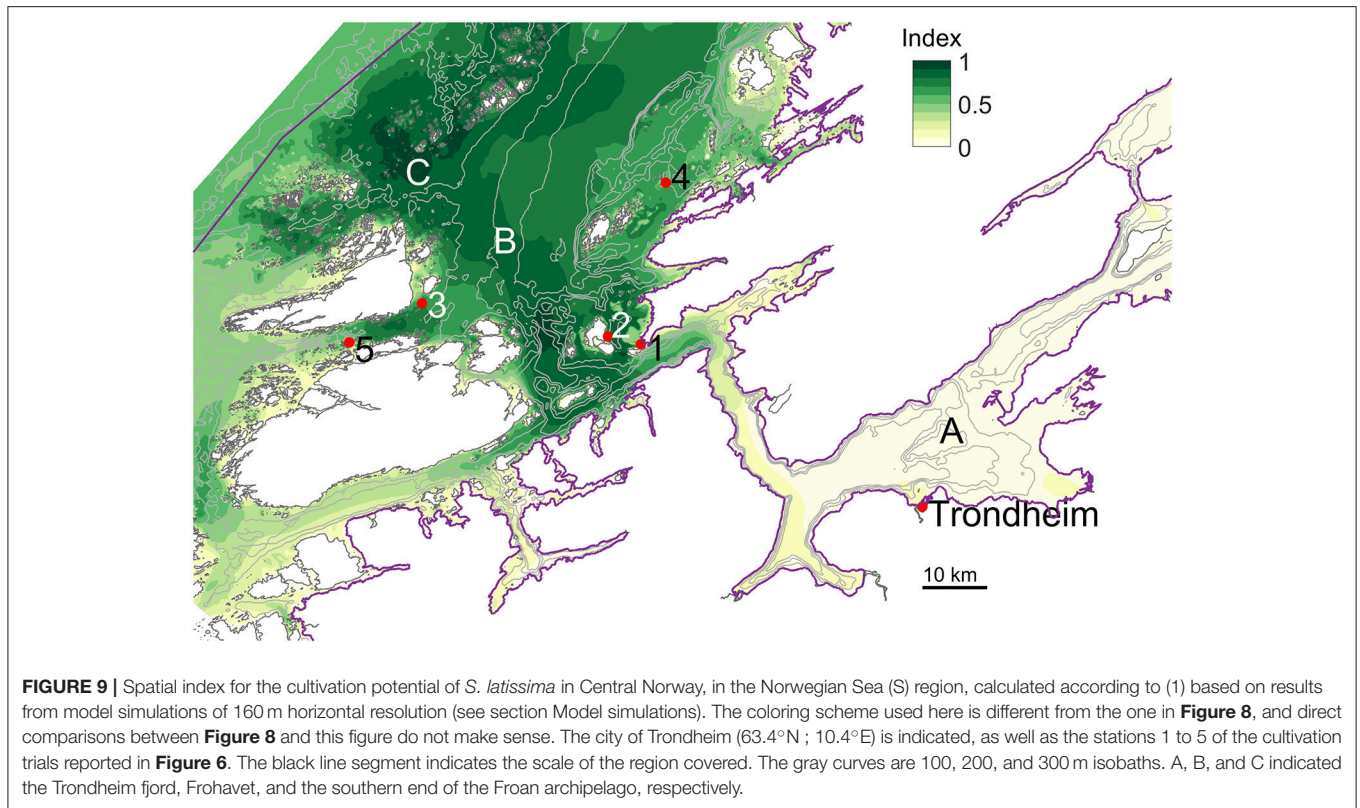 Index
1
0.5
0
C
4
B
3
2
1
5
A
Trondheim
10 km
FIGURE 9 | Spatial index for the cultivation potential of S. latissima in Central Norway, in the Norwegian Sea (S) region, calculated according to (1) based on results
from model simulations of 160 m horizontal resolution (see section Model simulations). The coloring scheme used here is different from the one in Figure 8, and direct
comparisons between Figure 8 and this figure do not make sense. The city of Trondheim (63.4°N ; 10.4°E) is indicated, as well as the stations 1 to 5 of the cultivation
trials reported in Figure 6. The black line segment indicates the scale of the region covered. The gray curves are 100, 200, and 300 m isobaths. A, B, and C indicated
the Trondheim fjord, Frohavet, and the southern end of the Froan archipelago, respectively.